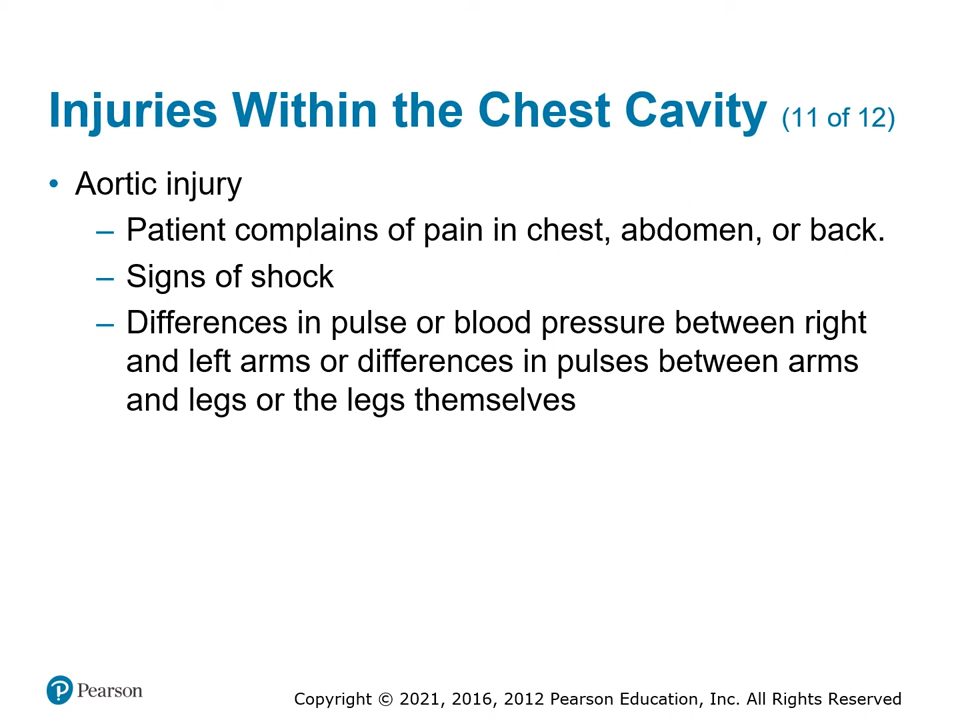 Injuries Within the Chest Cavity (11 of 12)
• Aortic injury
– Patient complains of pain in chest, abdomen, or back.
– Signs of shock
– Differences in pulse or blood pressure between right
and left arms or differences in pulses between arms
and legs or the legs themselves
Pearson
Copyright © 2021, 2016, 2012 Pearson Education, Inc. All Rights Reserved